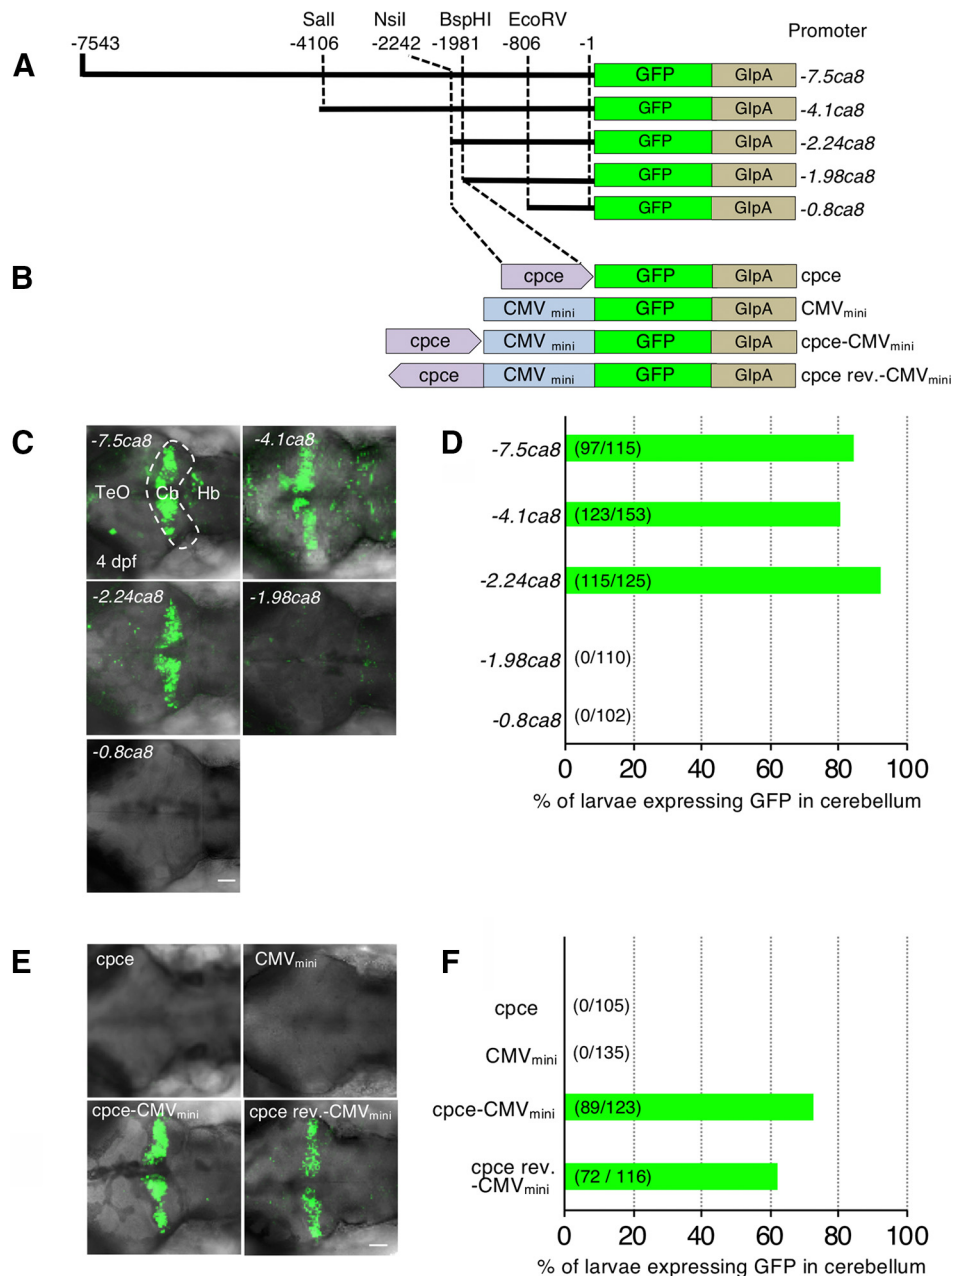 SalI NsiI BspHI EcoRV
-7543 -4106 -2242 -1981 -806 -1 Promoter
A
GFP GlpA -7.5ca8
GFP GlpA -4.1ca8
GFP GlpA -2.24ca8
GFP GlpA -1.98ca8
GFP GlpA -0.8ca8
B
cpce GFP GlpA cpce
CMV mini GFP GlpA CMVmini
cpce CMV mini GFP GlpA cpce-CMVmini
cpce CMV mini GFP GlpA cpce rev.-CMVmini
C
-7.5ca8 -4.1ca8
TeO Cb Hb
4 dpf
-2.24ca8 -1.98ca8
-0.8ca8
D
-7.5ca8 (97/115)
-4.1ca8 (123/153)
-2.24ca8 (115/125)
-1.98ca8 (0/110)
-0.8ca8 (0/102)
0 20 40 60 80 100
% of larvae expressing GFP in cerebellum
E
cpce CMVmini
cpce-CMVmini cpce rev.-CMVmini
F
cpce (0/105)
CMVmini (0/135)
cpce-CMVmini (89/123)
cpce rev.
-CMVmini (72 / 116)
0 20 40 60 80 100
% of larvae expressing GFP in cerebellum